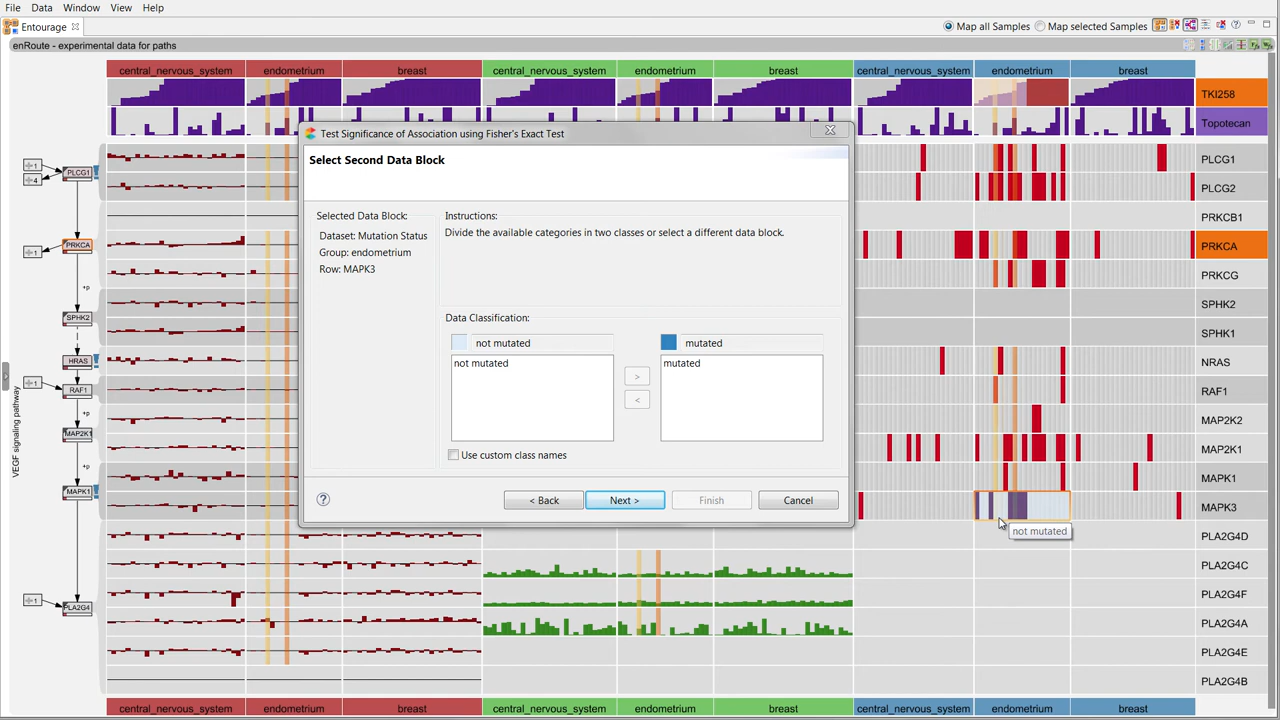 File Data Window View Help
Entourage
Map all Samples Map selected Samples
enRoute - experimental data for paths
central_nervous_system endometrium breast central_nervous_system endometrium breast central_nervous_system endometrium breast
TKI258
Topotecan
Test Significance of Association using Fisher's Exact Test
Select Second Data Block
Selected Data Block:
Dataset: Mutation Status
Group: endometrium
Row: MAPK3
Instructions:
Divide the available categories in two classes or select a different data block.
Data Classification:
not mutated
mutated
not mutated
mutated
>
<
Use custom class names
< Back Next > Finish Cancel
not mutated
PLCG1
PLCG2
PRKCB1
PRKCA
PRKCG
SPHK2
SPHK1
NRAS
RAF1
MAP2K2
MAP2K1
MAPK1
MAPK3
PLA2G4D
PLA2G4C
PLA2G4F
PLA2G4A
PLA2G4E
PLA2G4B
VEGF signaling pathway
+1
+4
PLCG1
+1
PRKCA
+p
SPHK2
HRAS
+1
RAF1
+p
MAP2K1
+p
MAPK1
+1
PLA2G4
central_nervous_system endometrium breast central_nervous_system endometrium breast central_nervous_system endometrium breast